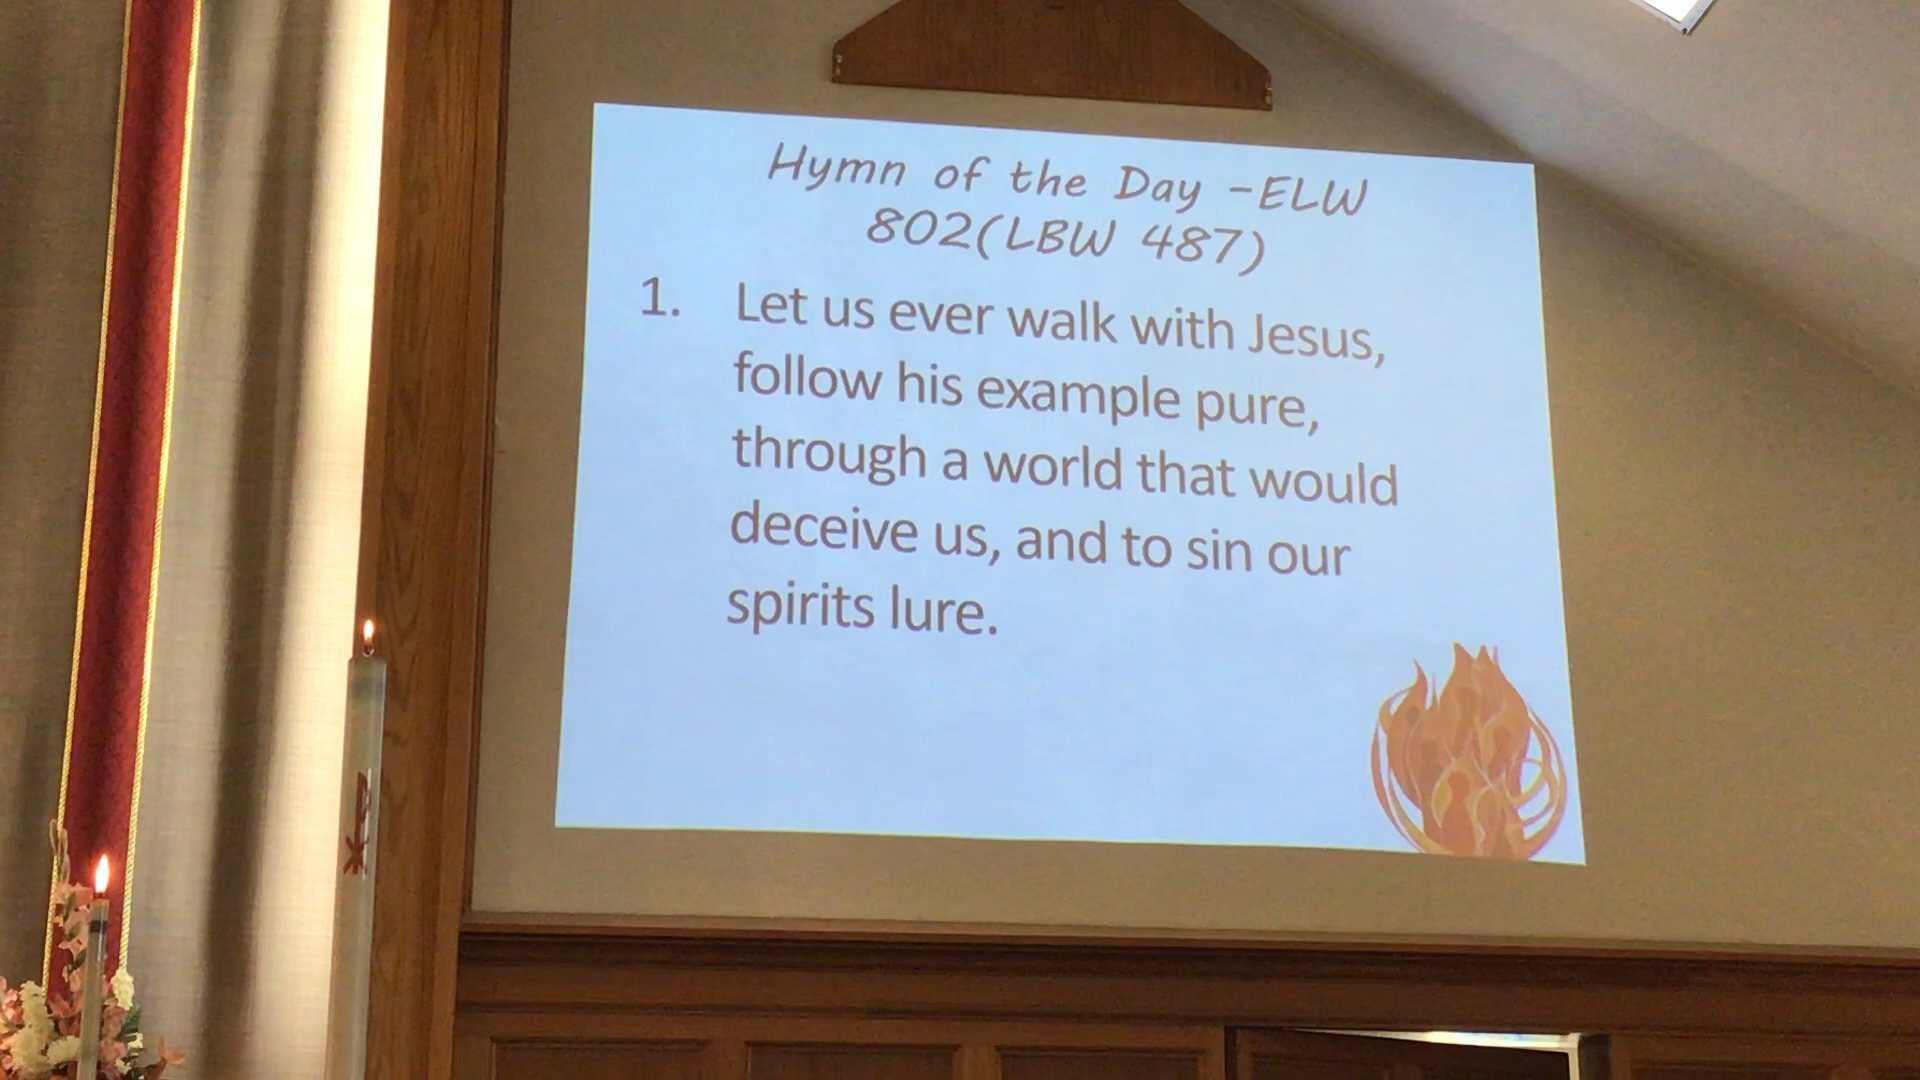 Hymn of the Day -ELW
802(LBW 487)
1. Let us ever walk with Jesus,
follow his example pure,
through a world that would
deceive us, and to sin our
spirits lure.